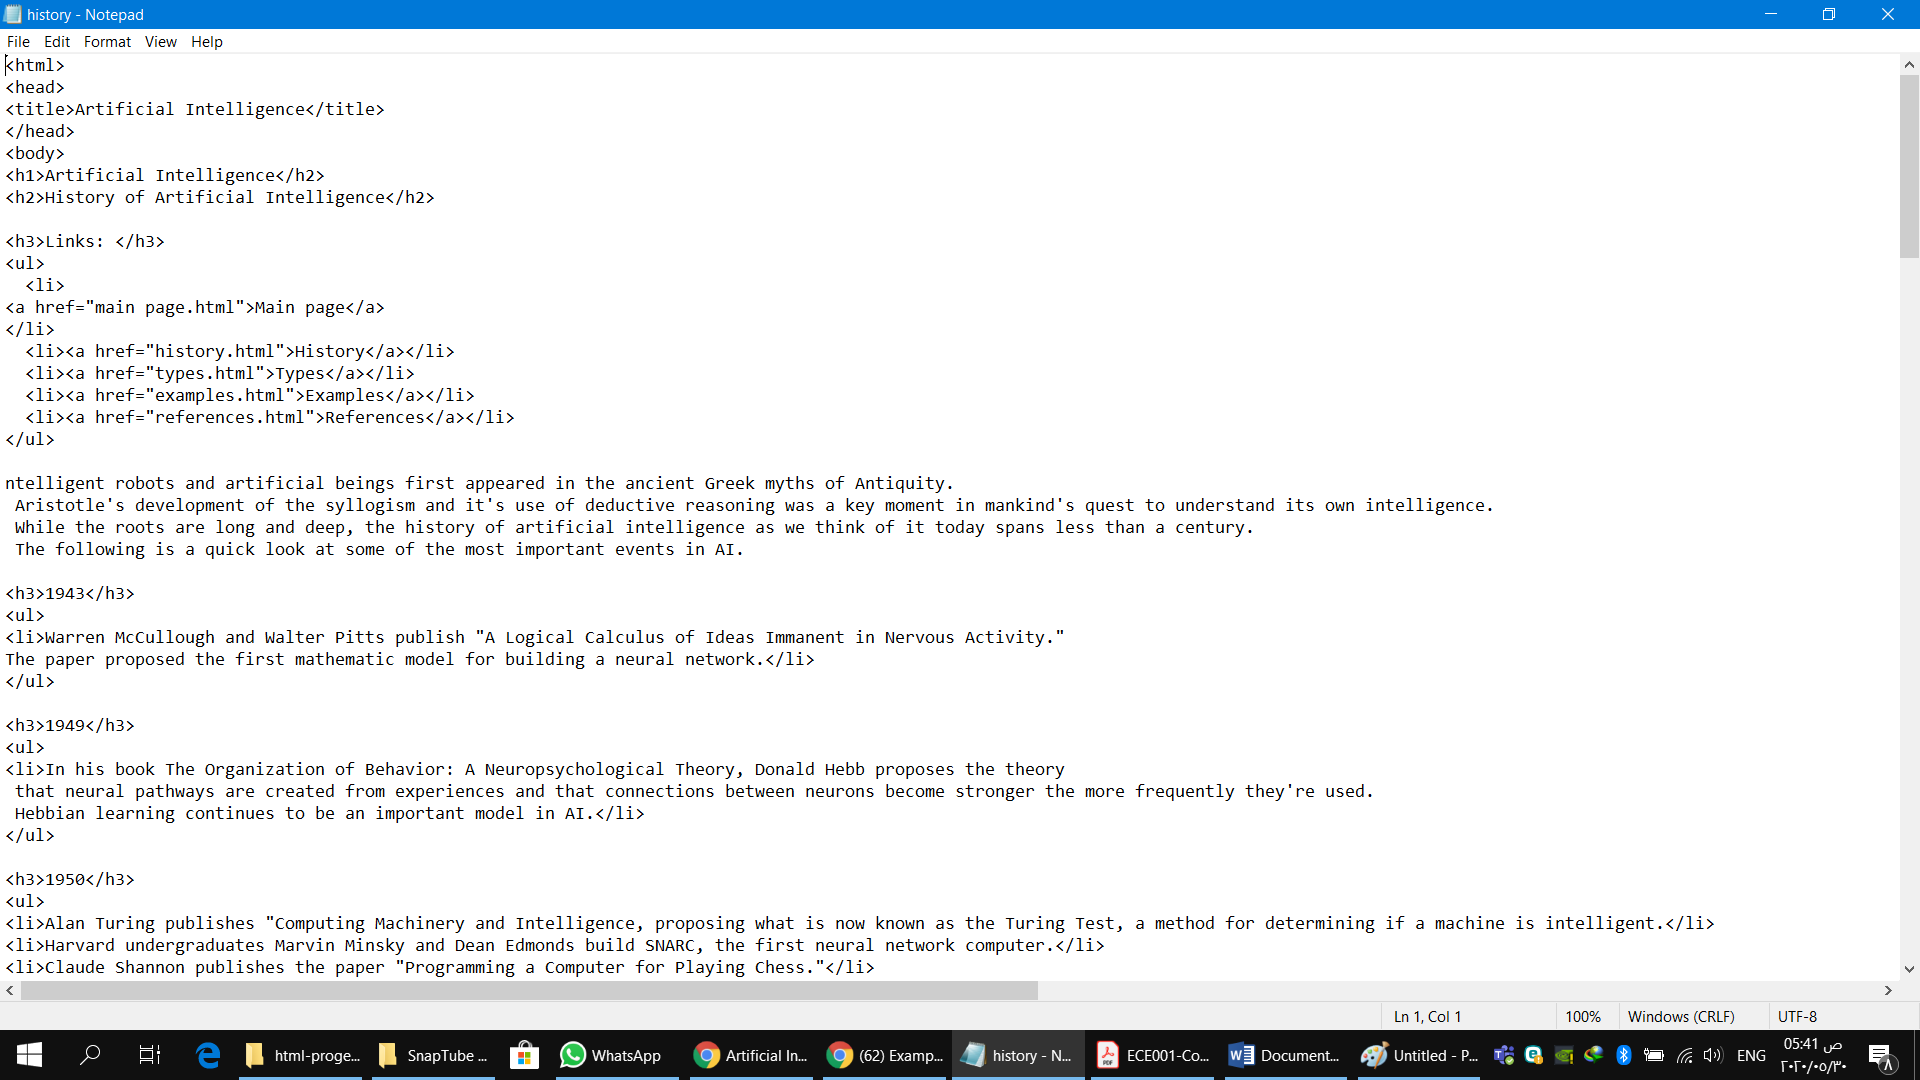 history - Notepad
File Edit Format View Help
<html>
<head>
<title>Artificial Intelligence</title>
</head>
<body>
<h1>Artificial Intelligence</h2>
<h2>History of Artificial Intelligence</h2>
<h3>Links: </h3>
<ul>
<li>
<a href="main page.html">Main page</a>
</li>
<li><a href="history.html">History</a></li>
<li><a href="types.html">Types</a></li>
<li><a href="examples.html">Examples</a></li>
<li><a href="references.html">References</a></li>
</ul>
ntelligent robots and artificial beings first appeared in the ancient Greek myths of Antiquity.
Aristotle's development of the syllogism and it's use of deductive reasoning was a key moment in mankind's quest to understand its own intelligence.
While the roots are long and deep, the history of artificial intelligence as we think of it today spans less than a century.
The following is a quick look at some of the most important events in AI.
<h3>1943</h3>
<ul>
<li>Warren McCullough and Walter Pitts publish "A Logical Calculus of Ideas Immanent in Nervous Activity."
The paper proposed the first mathematic model for building a neural network.</li>
</ul>
<h3>1949</h3>
<ul>
<li>In his book The Organization of Behavior: A Neuropsychological Theory, Donald Hebb proposes the theory
that neural pathways are created from experiences and that connections between neurons become stronger the more frequently they're used.
Hebbian learning continues to be an important model in AI.</li>
</ul>
<h3>1950</h3>
<ul>
<li>Alan Turing publishes "Computing Machinery and Intelligence, proposing what is now known as the Turing Test, a method for determining if a machine is intelligent.</li>
<li>Harvard undergraduates Marvin Minsky and Dean Edmonds build SNARC, the first neural network computer.</li>
<li>Claude Shannon publishes the paper "Programming a Computer for Playing Chess."</li>
Ln 1, Col 1 100% Windows (CRLF) UTF-8
html-proge... SnapTube ... WhatsApp Artificial In... (62) Examp... history - N... ECE001-Co... Document... Untitled - P... ENG 05:41 ص
٢٠٢٠/٠٥/٣٠ ٨